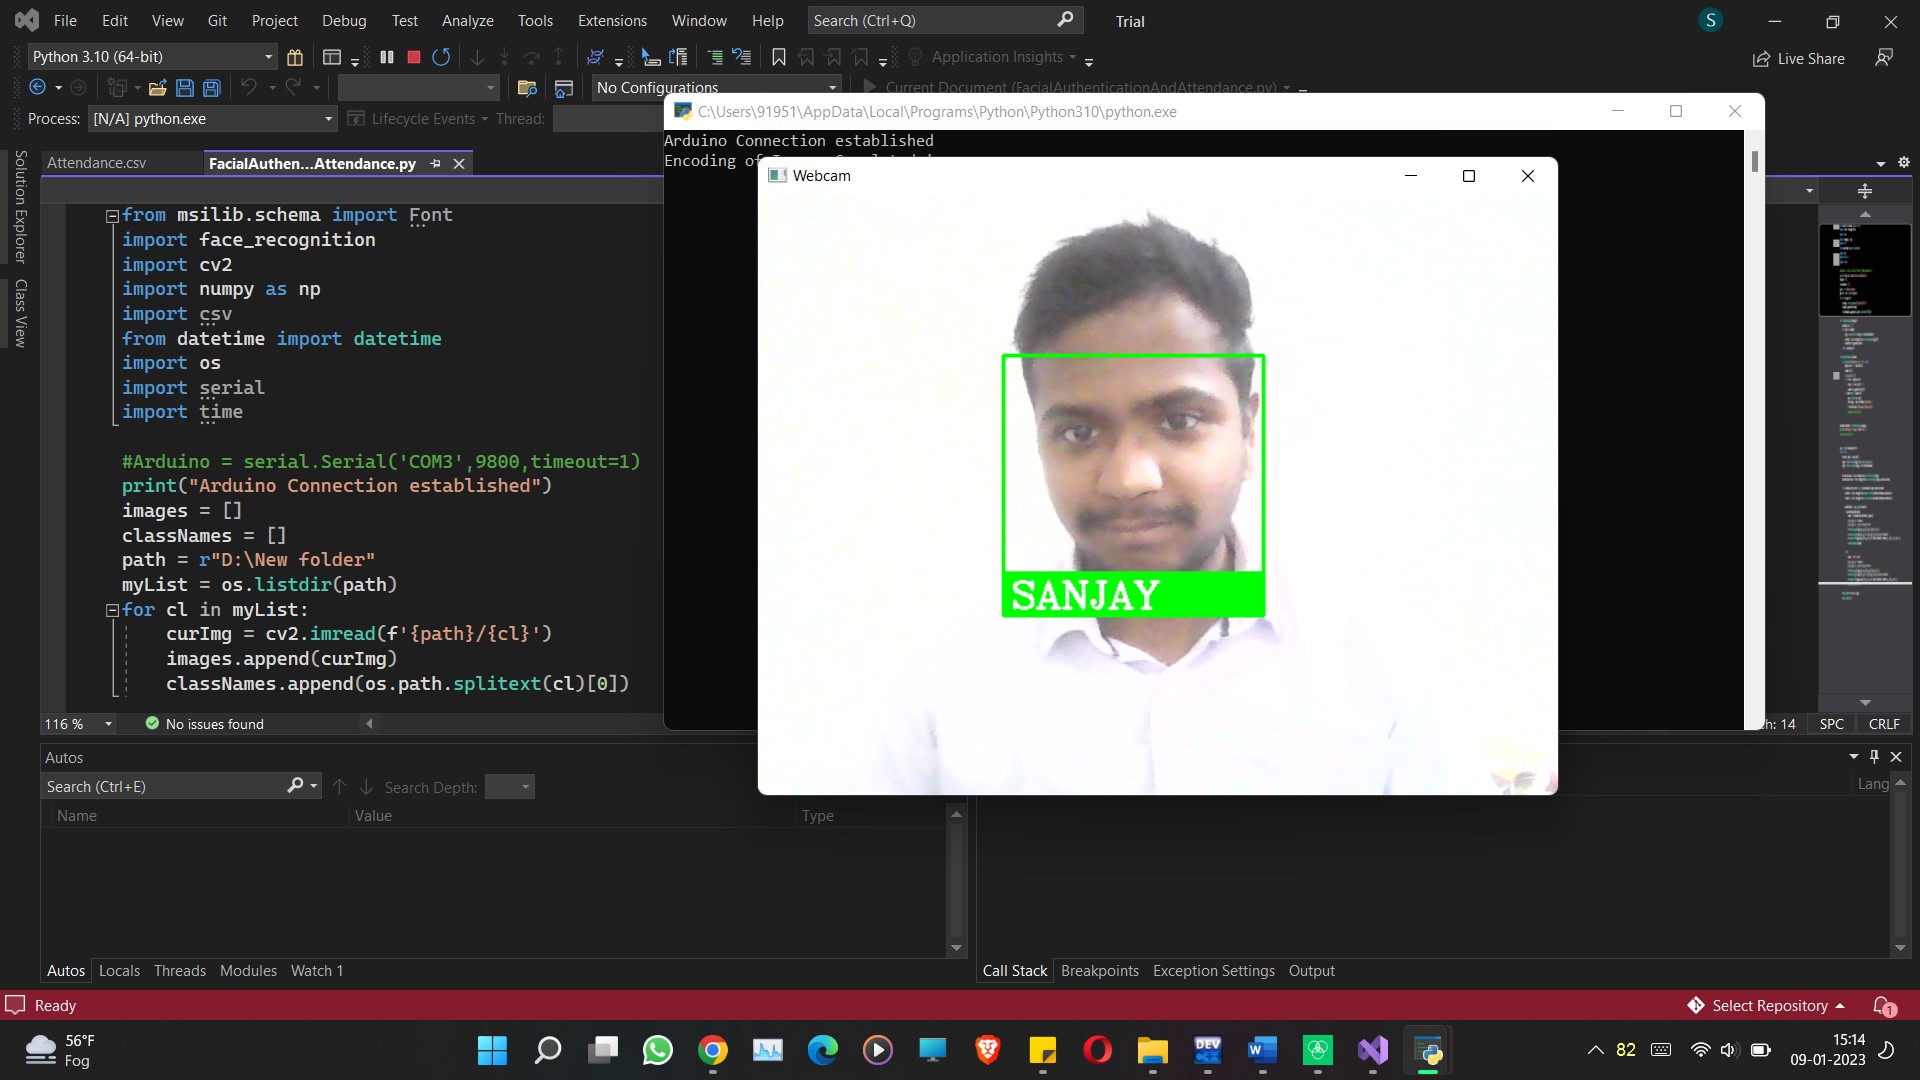 File Edit View Git Project Debug Test Analyze Tools Extensions Window Help Search (Ctrl+Q) Trial S
Python 3.10 (64-bit) Application Insights Live Share
No Configurations Current Document (FacialAuthenticationAndAttendance.py)
Process: [N/A] python.exe Lifecycle Events Thread:
C:\Users\91951\AppData\Local\Programs\Python\Python310\python.exe
Arduino Connection established
Encoding of
Webcam
SANJAY
Solution Explorer
Class View
Attendance.csv FacialAuthen...Attendance.py
from msilib.schema import Font
import face_recognition
import cv2
import numpy as np
import csv
from datetime import datetime
import os
import serial
import time
#Arduino = serial.Serial('COM3',9800,timeout=1)
print("Arduino Connection established")
images = []
classNames = []
path = r"D:\New folder"
myList = os.listdir(path)
for cl in myList:
curImg = cv2.imread(f'{path}/{cl}')
images.append(curImg)
classNames.append(os.path.splitext(cl)[0])
116 % No issues found h: 14 SPC CRLF
Autos
Search (Ctrl+E) Search Depth:
Name Value Type Lang
Autos Locals Threads Modules Watch 1
Call Stack Breakpoints Exception Settings Output
Ready Select Repository 1
56°F
Fog
DEV
C++
82
15:14
09-01-2023